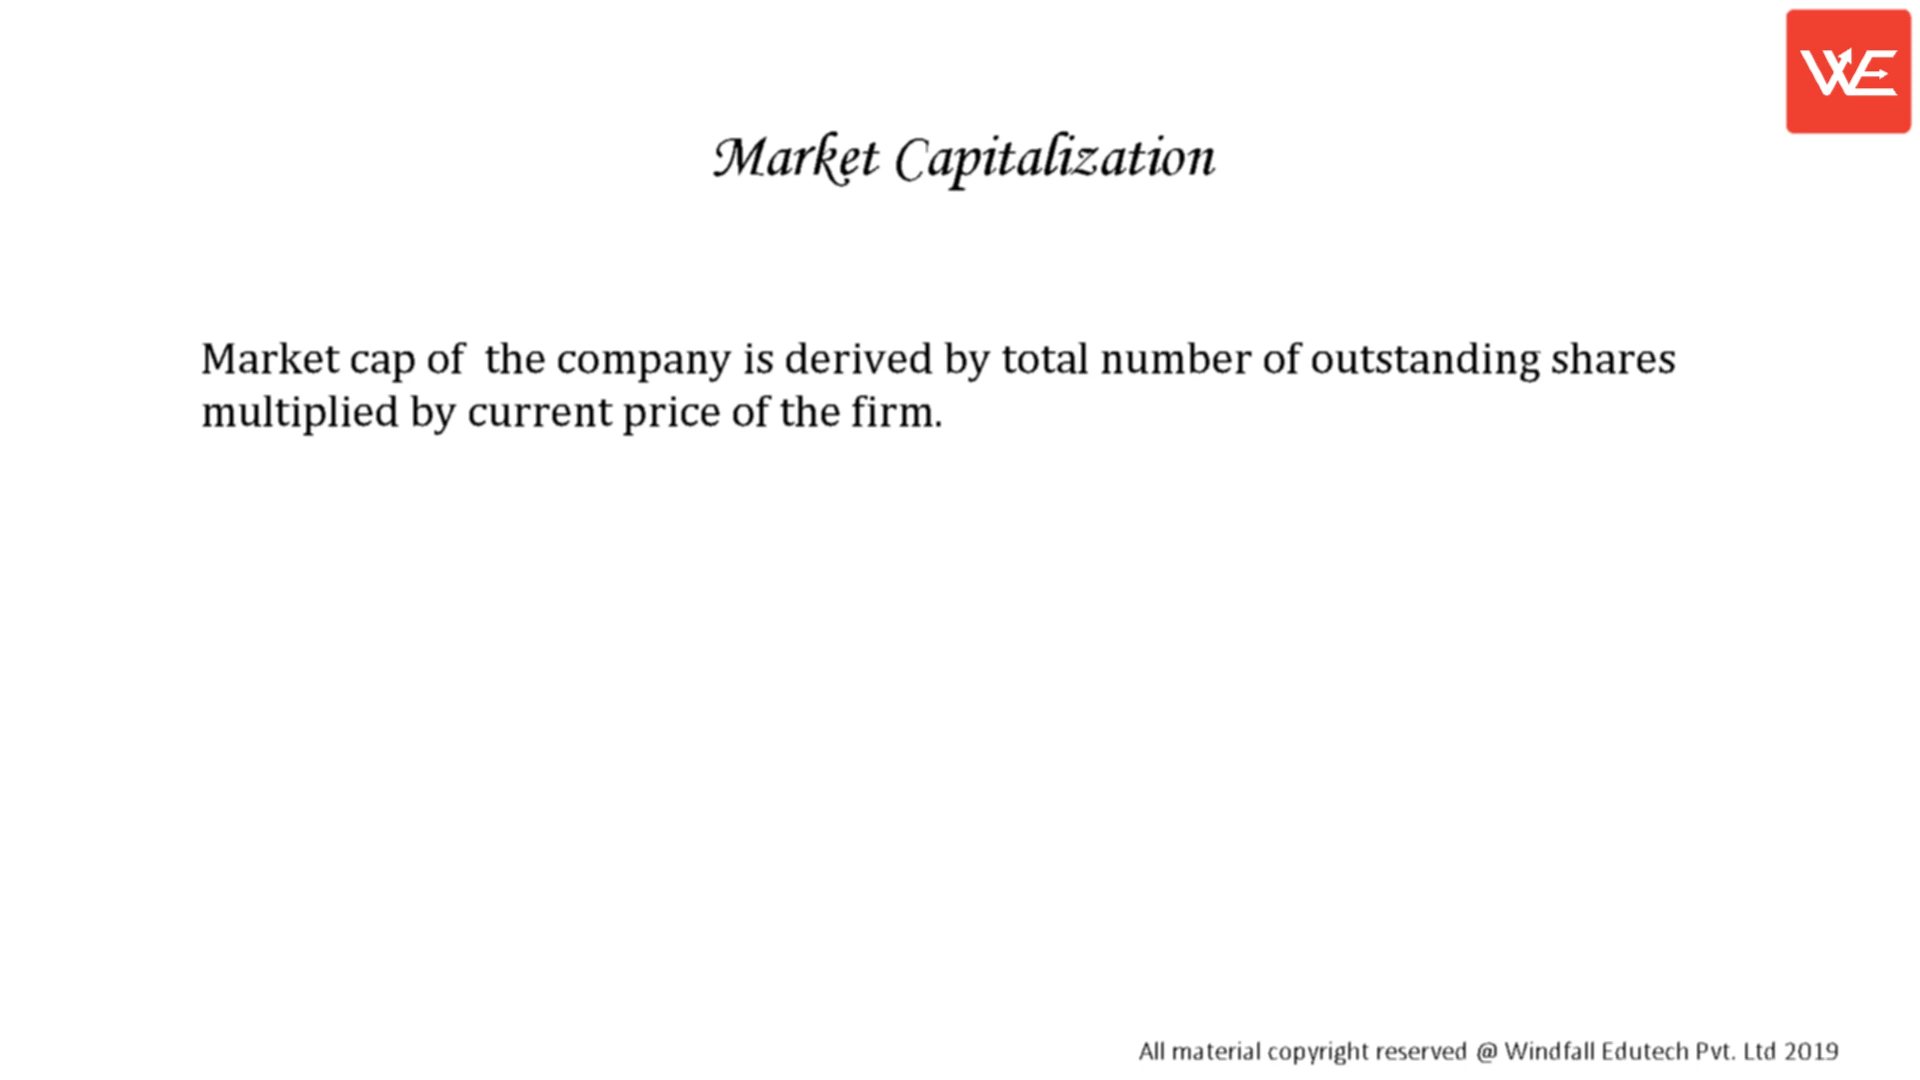 WE
Market Capitalization
Market cap of  the company is derived by total number of outstanding shares
multiplied by current price of the firm.
All material copyright reserved @ Windfall Edutech Pvt. Ltd 2019